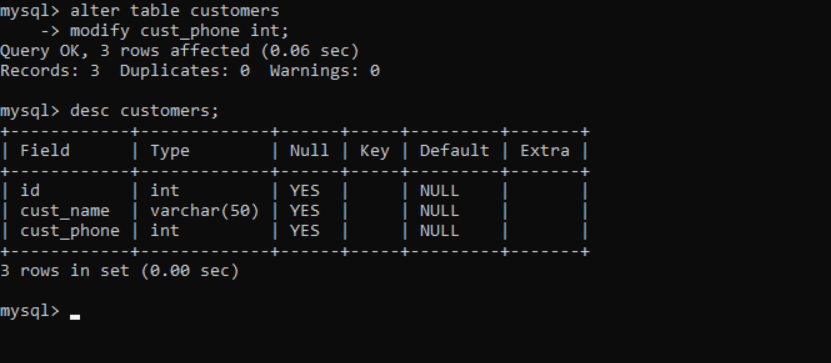 mysql> alter table customers
    -> modify cust_phone int;
Query OK, 3 rows affected (0.06 sec)
Records: 3  Duplicates: 0  Warnings: 0

mysql> desc customers;
+------------+-------------+------+-----+---------+-------+
| Field      | Type        | Null | Key | Default | Extra |
+------------+-------------+------+-----+---------+-------+
| id         | int         | YES  |     | NULL    |       |
| cust_name  | varchar(50) | YES  |     | NULL    |       |
| cust_phone | int         | YES  |     | NULL    |       |
+------------+-------------+------+-----+---------+-------+
3 rows in set (0.00 sec)

mysql> _